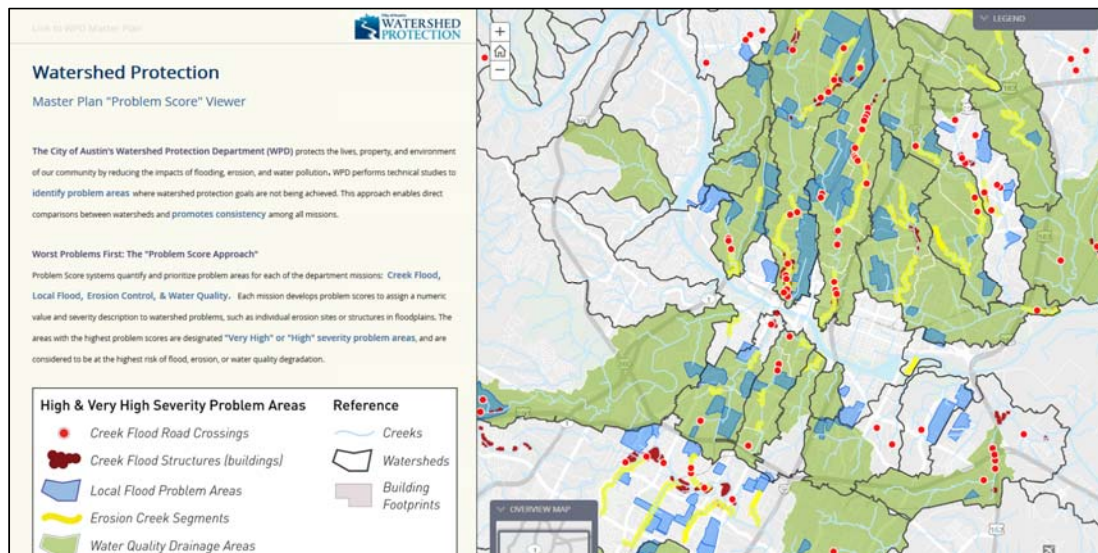 Link to WPD Master Plan
City of Austin
WATERSHED
PROTECTION
Watershed Protection
Master Plan "Problem Score" Viewer
The City of Austin's Watershed Protection Department (WPD) protects the lives, property, and environment
of our community by reducing the impacts of flooding, erosion, and water pollution. WPD performs technical studies to
identify problem areas where watershed protection goals are not being achieved. This approach enables direct
comparisons between watersheds and promotes consistency among all missions.
Worst Problems First: The "Problem Score Approach"
Problem Score systems quantify and prioritize problem areas for each of the department missions: Creek Flood,
Local Flood, Erosion Control, & Water Quality. Each mission develops problem scores to assign a numeric
value and severity description to watershed problems, such as individual erosion sites or structures in floodplains. The
areas with the highest problem scores are designated "Very High" or "High" severity problem areas, and are
considered to be at the highest risk of flood, erosion, or water quality degradation.
High & Very High Severity Problem Areas
Creek Flood Road Crossings
Creek Flood Structures (buildings)
Local Flood Problem Areas
Erosion Creek Segments
Water Quality Drainage Areas
Reference
Creeks
Watersheds
Building
Footprints
+
−
LEGEND
OVERVIEW MAP